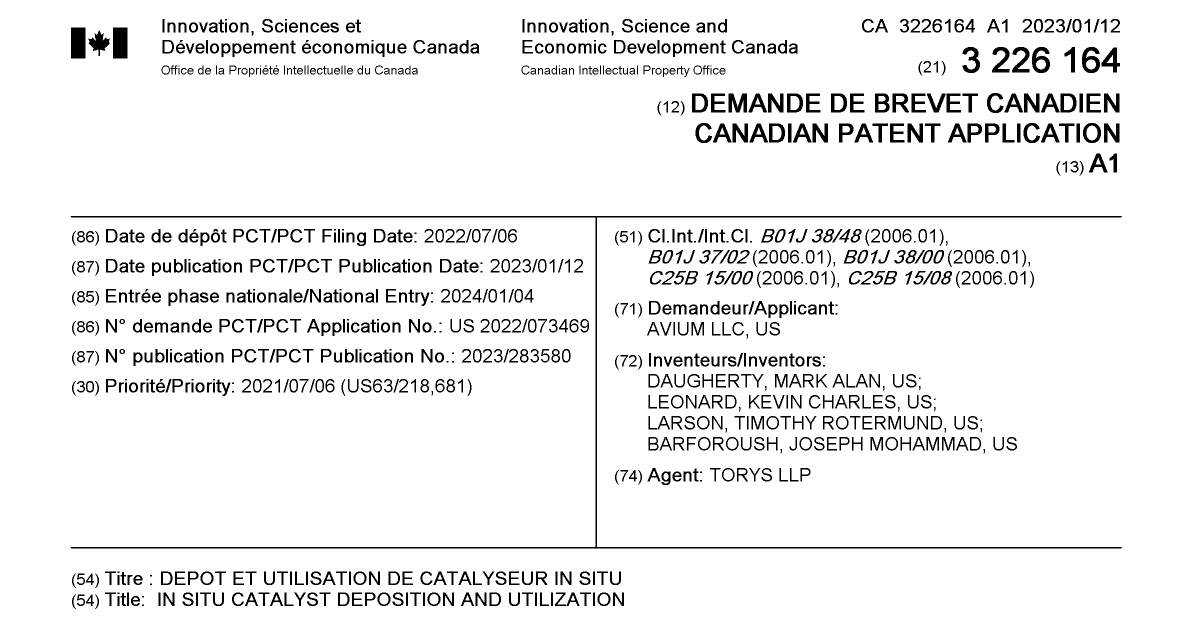 Innovation, Sciences et
Développement économique Canada
Office de la Propriété Intellectuelle du Canada
Innovation, Science and
Economic Development Canada
Canadian Intellectual Property Office
CA 3226164 A1 2023/01/12
(21) 3 226 164
(12) DEMANDE DE BREVET CANADIEN
CANADIAN PATENT APPLICATION
(13) A1
(86) Date de dépôt PCT/PCT Filing Date: 2022/07/06
(87) Date publication PCT/PCT Publication Date: 2023/01/12
(85) Entrée phase nationale/National Entry: 2024/01/04
(86) N° demande PCT/PCT Application No.: US 2022/073469
(87) N° publication PCT/PCT Publication No.: 2023/283580
(30) Priorité/Priority: 2021/07/06 (US63/218,681)
(51) Cl.Int./Int.Cl. B01J 38/48 (2006.01),
B01J 37/02 (2006.01), B01J 38/00 (2006.01),
C25B 15/00 (2006.01), C25B 15/08 (2006.01)
(71) Demandeur/Applicant:
AVIUM LLC, US
(72) Inventeurs/Inventors:
DAUGHERTY, MARK ALAN, US;
LEONARD, KEVIN CHARLES, US;
LARSON, TIMOTHY ROTERMUND, US;
BARFOROUSH, JOSEPH MOHAMMAD, US
(74) Agent: TORYS LLP
(54) Titre : DEPOT ET UTILISATION DE CATALYSEUR IN SITU
(54) Title: IN SITU CATALYST DEPOSITION AND UTILIZATION